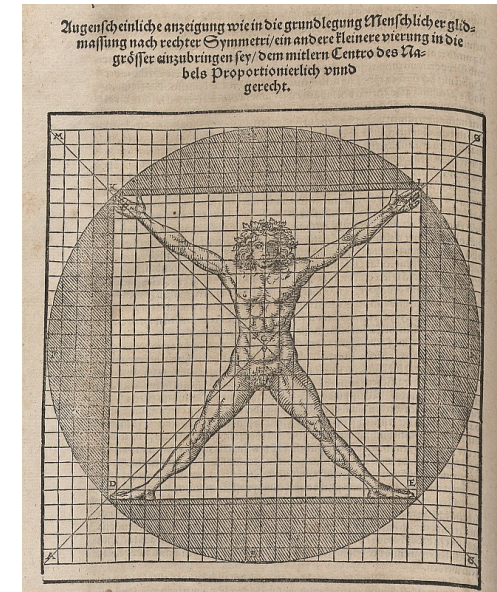 Augenscheinliche anzeigung wie in die grundlegung Menschlicher glid⸗
massung nach rechter Symmetri/ein andere kleinere vierung in die
grösser einzubringen sey/ dem mitlern Centro des Na⸗
bels Proportionierlich vnnd
gerecht.
M
D
E